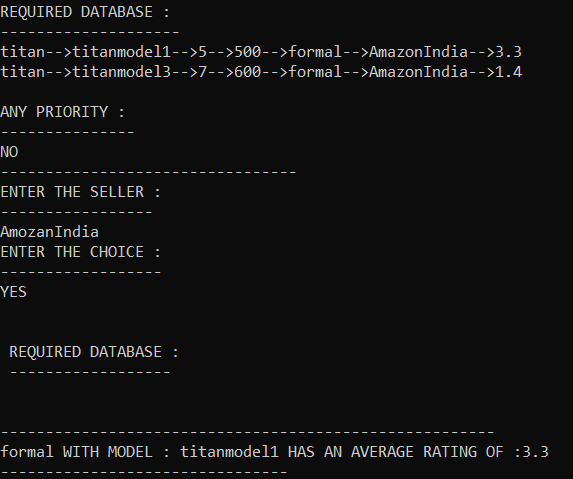 REQUIRED DATABASE :
--------------------
titan-->titanmodel1-->5-->500-->formal-->AmazonIndia-->3.3
titan-->titanmodel3-->7-->600-->formal-->AmazonIndia-->1.4
ANY PRIORITY :
---------------
NO
---------------------------------
ENTER THE SELLER :
-----------------
AmozanIndia
ENTER THE CHOICE :
------------------
YES
REQUIRED DATABASE :
------------------
-------------------------------------------------------
formal WITH MODEL : titanmodel1 HAS AN AVERAGE RATING OF :3.3
--------------------------------